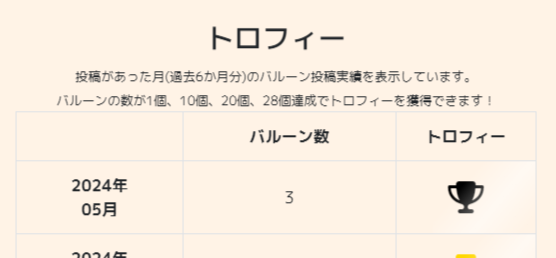 トロフィー
投稿があった月(過去6か月分)のバルーン投稿実績を表示しています。
バルーンの数が1個、10個、20個、28個達成でトロフィーを獲得できます！
バルーン数 トロフィー
2024年
05月 3
2024年